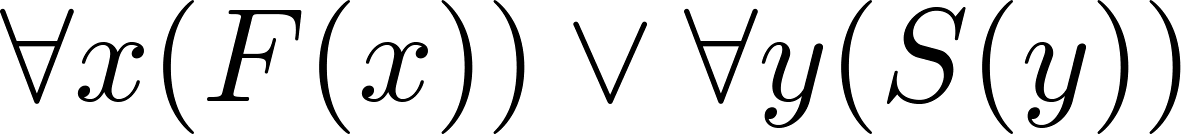 ∀x(F(x)) ∨ ∀y(S(y))